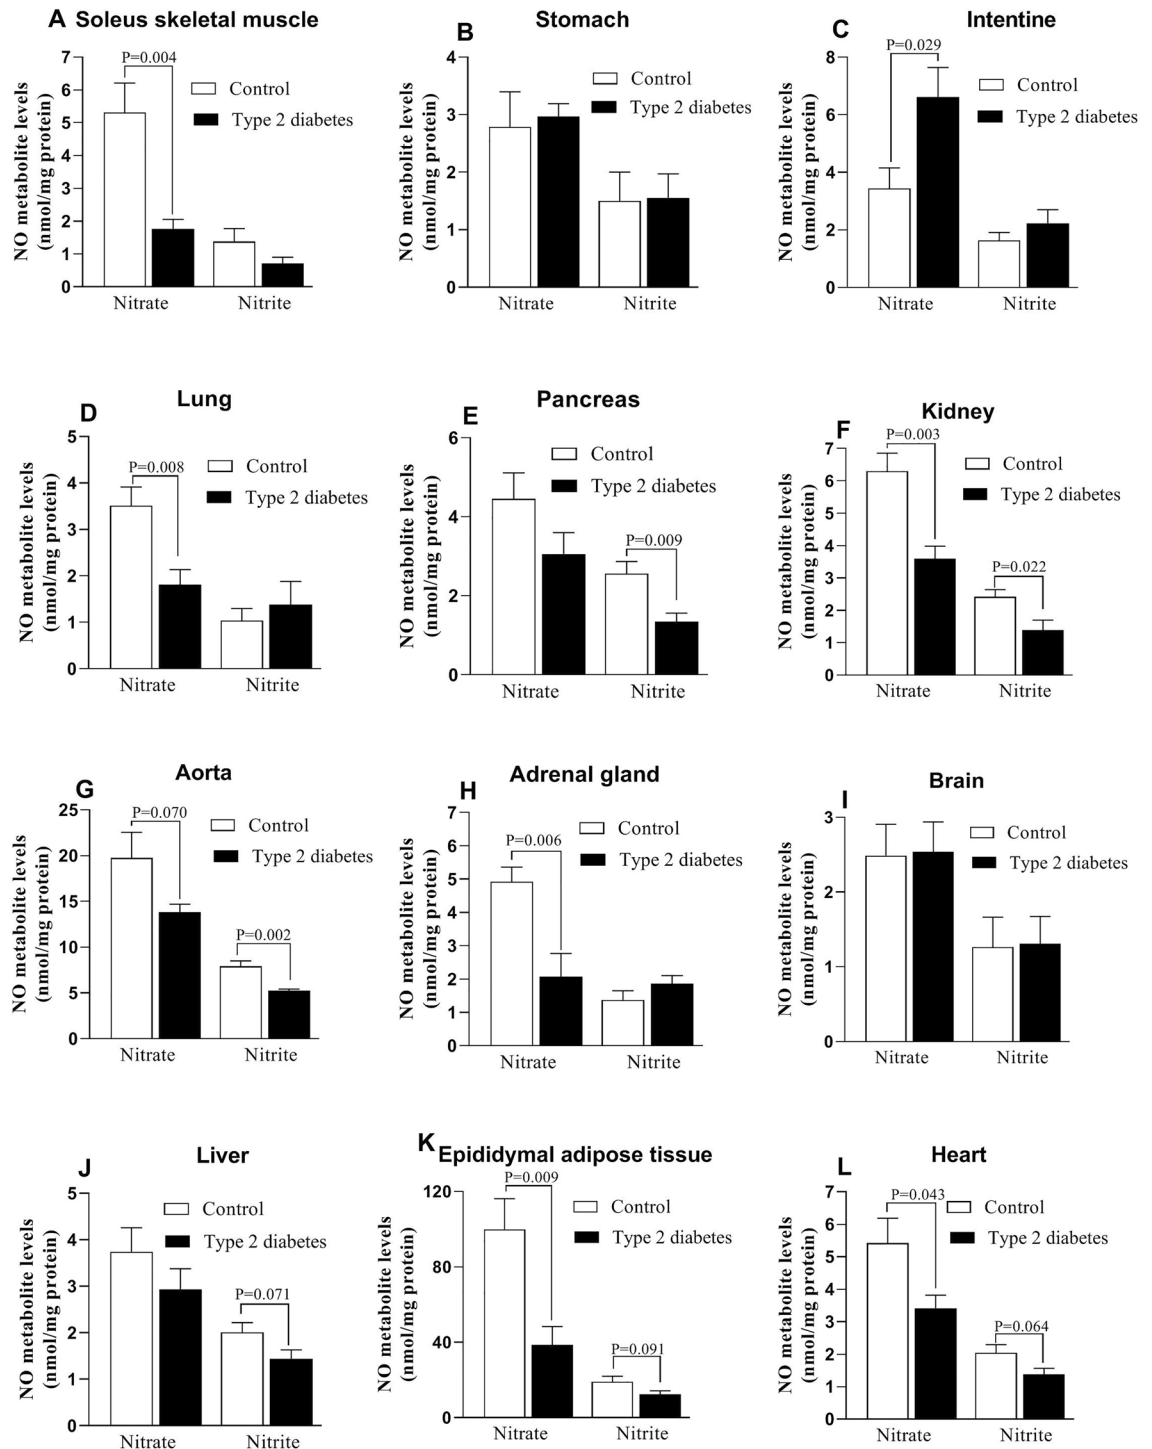 A Soleus skeletal muscle
NO metabolite levels
(nmol/mg protein)
7
6
5
4
3
2
1
0
P=0.004
Control
Type 2 diabetes
Nitrate
Nitrite
B
Stomach
NO metabolite levels
(nmol/mg protein)
4
3
2
1
0
Control
Type 2 diabetes
Nitrate
Nitrite
C
Intentine
NO metabolite levels
(nmol/mg protein)
8
6
4
2
0
P=0.029
Control
Type 2 diabetes
Nitrate
Nitrite
D
Lung
NO metabolite levels
(nmol/mg protein)
5
4
3
2
1
0
P=0.008
Control
Type 2 diabetes
Nitrate
Nitrite
E
Pancreas
NO metabolite levels
(nmol/mg protein)
6
4
2
0
Control
Type 2 diabetes
P=0.009
Nitrate
Nitrite
F
Kidney
NO metabolite levels
(nmol/mg protein)
7
6
5
4
3
2
1
0
P=0.003
Control
Type 2 diabetes
P=0.022
Nitrate
Nitrite
G
Aorta
NO metabolite levels
(nmol/mg protein)
25
20
15
10
5
0
P=0.070
Control
Type 2 diabetes
P=0.002
Nitrate
Nitrite
H
Adrenal gland
NO metabolite levels
(nmol/mg protein)
7
6
5
4
3
2
1
0
P=0.006
Control
Type 2 diabetes
Nitrate
Nitrite
I
Brain
NO metabolite levels
(nmol/mg protein)
3
2
1
0
Control
Type 2 diabetes
Nitrate
Nitrite
J
Liver
NO metabolite levels
(nmol/mg protein)
5
4
3
2
1
0
Control
Type 2 diabetes
P=0.071
Nitrate
Nitrite
K
Epididymal adipose tissue
NO metabolite levels
(nmol/mg protein)
120
80
40
0
P=0.009
Control
Type 2 diabetes
P=0.091
Nitrate
Nitrite
L
Heart
NO metabolite levels
(nmol/mg protein)
7
6
5
4
3
2
1
0
P=0.043
Control
Type 2 diabetes
P=0.064
Nitrate
Nitrite